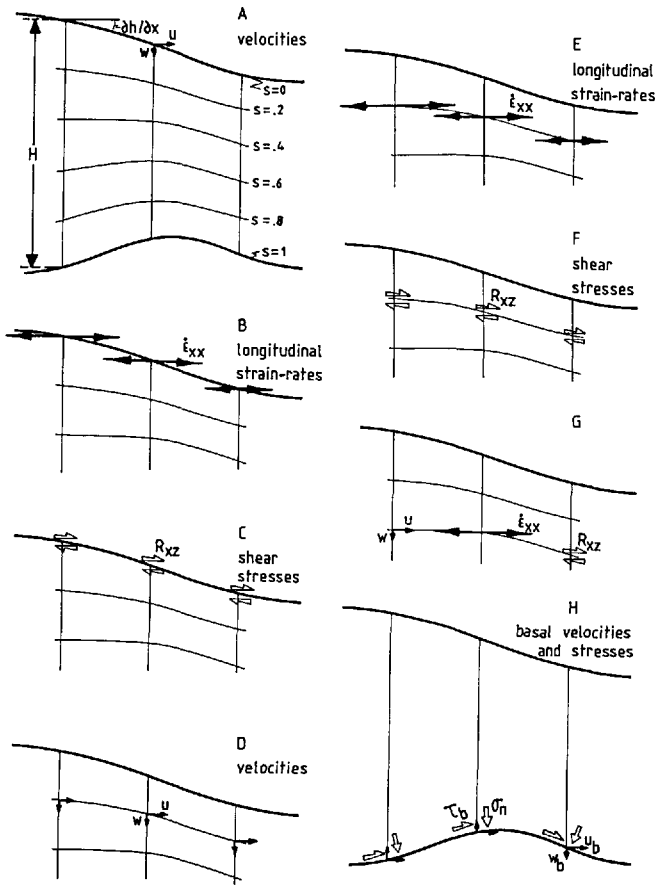 A
velocities
-∂h/∂x
u
w
H
s=0
s=.2
s=.4
s=.6
s=.8
s=1
B
longitudinal
strain-rates
ε̇xx
C
shear
stresses
Rxz
D
velocities
u
w
E
longitudinal
strain-rates
ε̇xx
F
shear
stresses
Rxz
G
u
w
ε̇xx
Rxz
H
basal velocities
and stresses
τb
σn
ub
wb